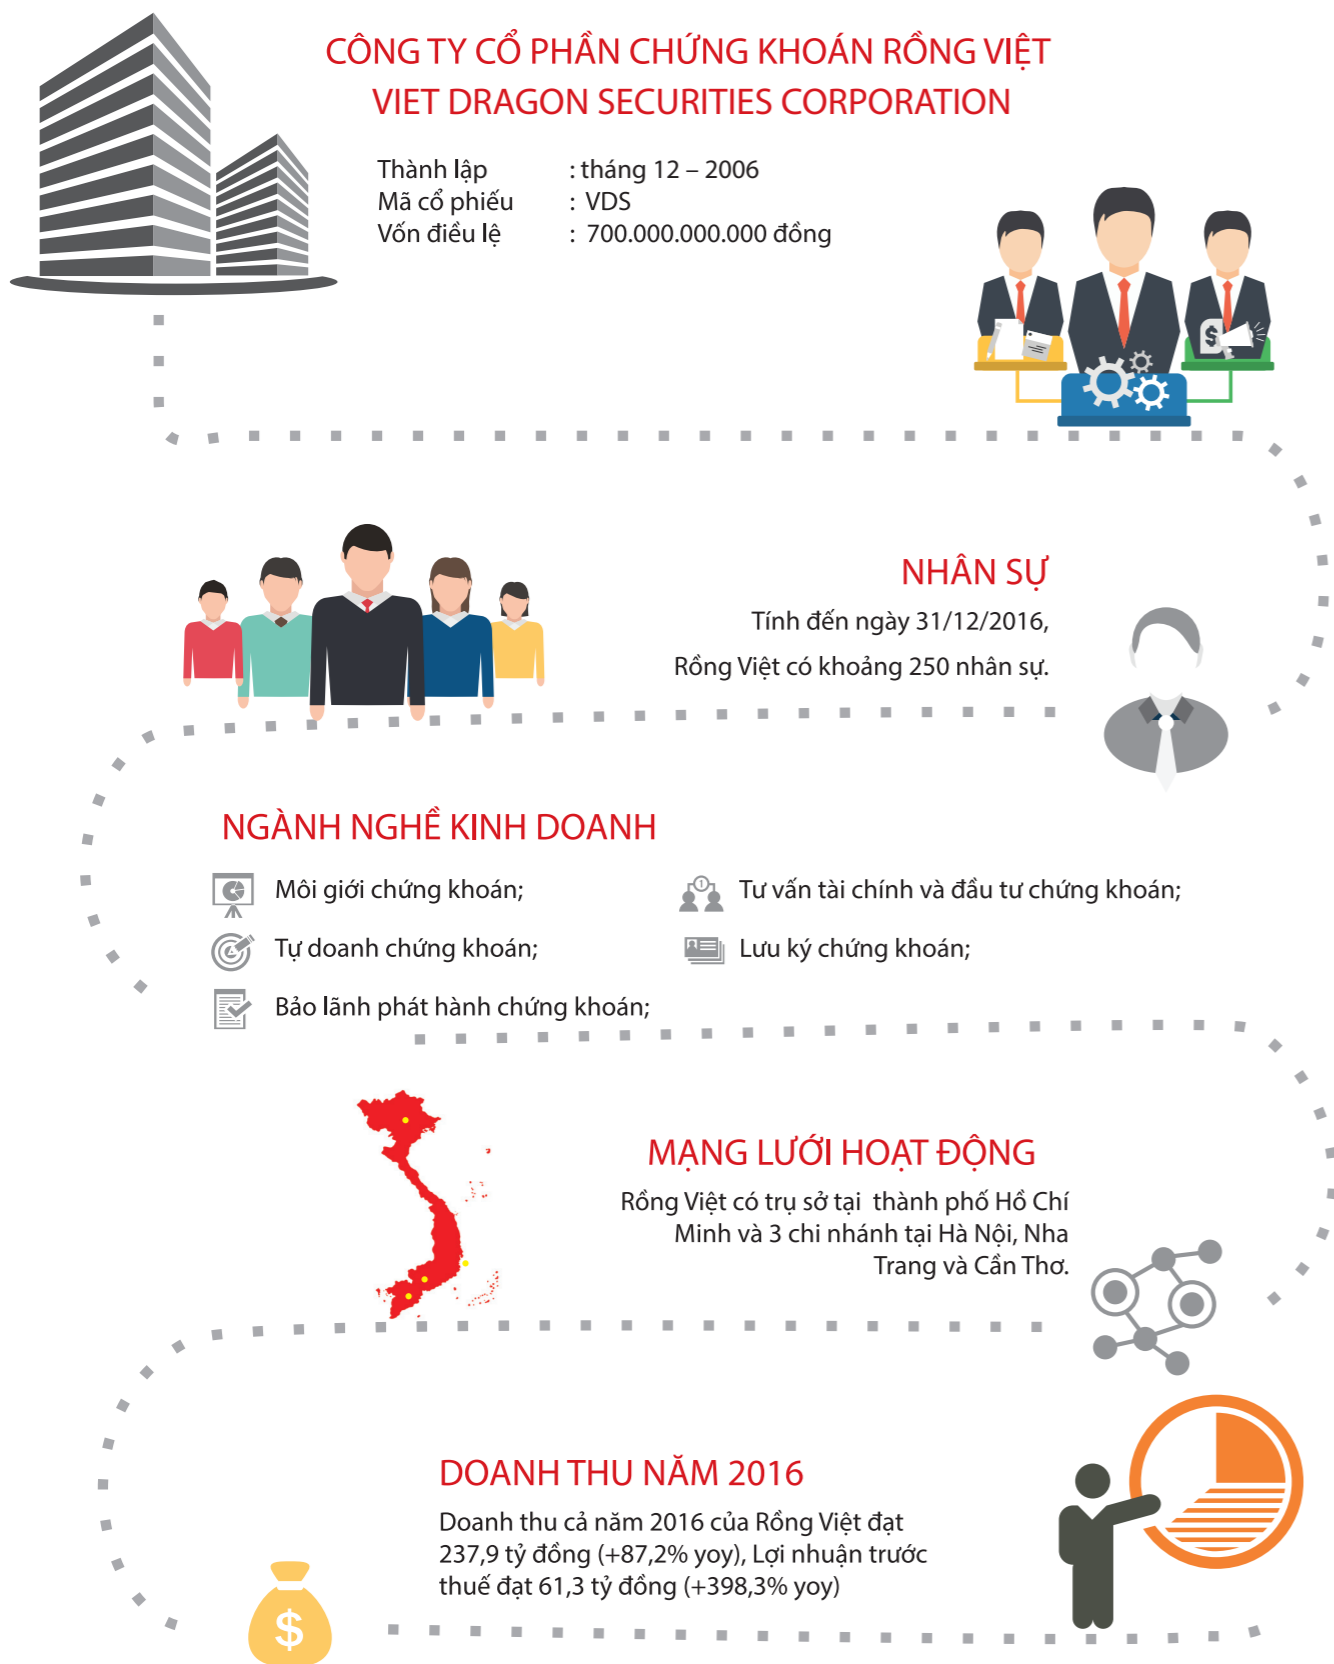 CÔNG TY CỔ PHẦN CHỨNG KHOÁN RỒNG VIỆT
VIET DRAGON SECURITIES CORPORATION
Thành lập : tháng 12 – 2006
Mã cổ phiếu : VDS
Vốn điều lệ : 700.000.000.000 đồng
$
NHÂN SỰ
Tính đến ngày 31/12/2016,
Rồng Việt có khoảng 250 nhân sự.
NGÀNH NGHỀ KINH DOANH
Môi giới chứng khoán;
1
Tư vấn tài chính và đầu tư chứng khoán;
Tự doanh chứng khoán;
Lưu ký chứng khoán;
Bảo lãnh phát hành chứng khoán;
MẠNG LƯỚI HOẠT ĐỘNG
Rồng Việt có trụ sở tại thành phố Hồ Chí
Minh và 3 chi nhánh tại Hà Nội, Nha
Trang và Cần Thơ.
DOANH THU NĂM 2016
Doanh thu cả năm 2016 của Rồng Việt đạt
237,9 tỷ đồng (+87,2% yoy), Lợi nhuận trước
thuế đạt 61,3 tỷ đồng (+398,3% yoy)
$